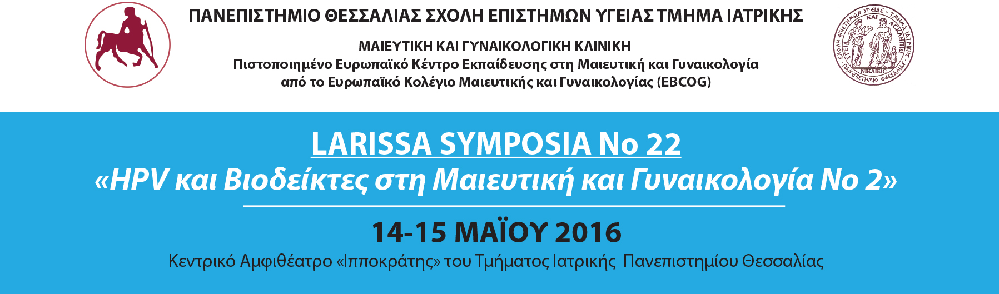 ΠΑΝΕΠΙΣΤΗΜΙΟ ΘΕΣΣΑΛΙΑΣ ΣΧΟΛΗ ΕΠΙΣΤΗΜΩΝ ΥΓΕΙΑΣ ΤΜΗΜΑ ΙΑΤΡΙΚΗΣ
ΜΑΙΕΥΤΙΚΗ ΚΑΙ ΓΥΝΑΙΚΟΛΟΓΙΚΗ ΚΛΙΝΙΚΗ
Πιστοποιημένο Ευρωπαϊκό Κέντρο Εκπαίδευσης στη Μαιευτική και Γυναικολογία
από το Ευρωπαϊκό Κολέγιο Μαιευτικής και Γυναικολογίας (EBCOG)
ΣΧΟΛΗ ΕΠΙΣΤΗΜΩΝ ΥΓΕΙΑΣ - ΤΜΗΜΑ ΙΑΤΡΙΚΗΣ - ΠΑΝΕΠΙΣΤΗΜΙΟ ΘΕΣΣΑΛΙΑΣ -
ΥΓΕΙΑ ΚΑΙ ΑΣΚΛΗΠΙΩ
ΝΙΚΑΙΕΙC
LARISSA SYMPOSIA No 22
«HPV και Βιοδείκτες στη Μαιευτική και Γυναικολογία Νο 2»
14-15 ΜΑΪΟΥ 2016
Κεντρικό Αμφιθέατρο «Ιπποκράτης» του Τμήματος Ιατρικής Πανεπιστημίου Θεσσαλίας